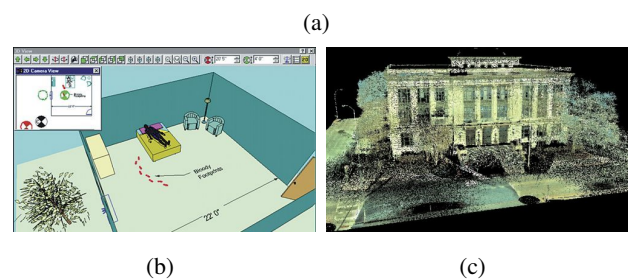 (a)
3D View
2D Camera View
Bloody
Footprints
22' 0"
(b)
(c)